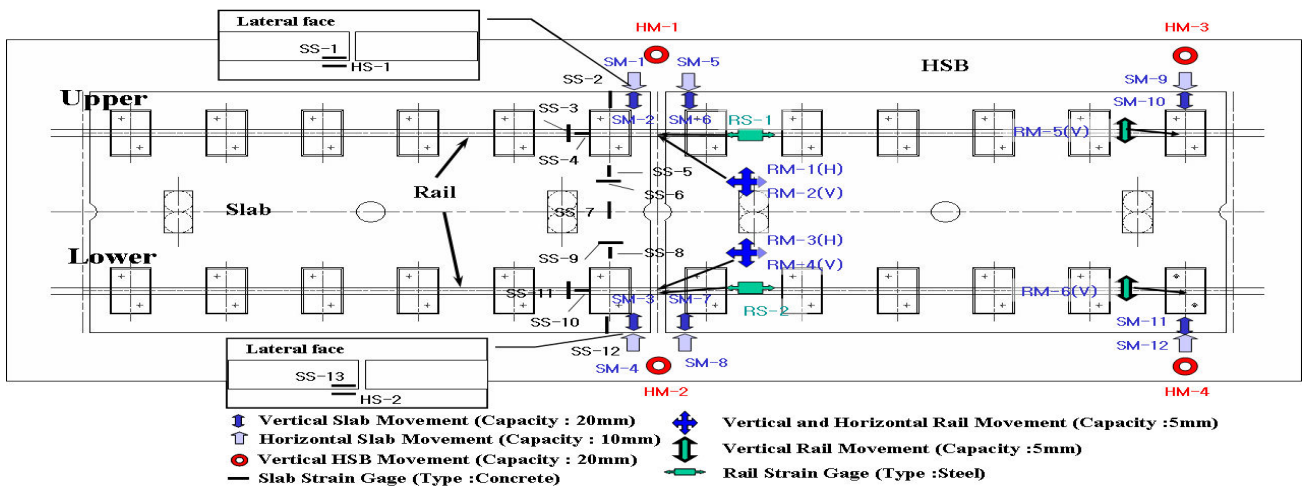 Lateral face
SS-1
HS-1
HM-1
HM-3
SM-1
SM-5
HSB
SM-9
SS-2
Upper
SS-3
SM-2
SM-6
RS-1
SM-10
RM-5(V)
SS-4
SS-5
RM-1(H)
Rail
SS-6
RM-2(V)
Slab
SS-7
Lower
SS-8
RM-3(H)
SS-9
RM-4(V)
SS-11
SM-3
SM-7
RM-6(V)
SS-10
RS-2
SM-11
SS-12
SM-12
Lateral face
SM-4
SM-8
SS-13
HS-2
HM-2
HM-4
Vertical Slab Movement (Capacity : 20mm)
Vertical and Horizontal Rail Movement (Capacity :5mm)
Horizontal Slab Movement (Capacity : 10mm)
Vertical Rail Movement (Capacity :5mm)
Vertical HSB Movement (Capacity : 20mm)
Rail Strain Gage (Type :Steel)
Slab Strain Gage (Type :Concrete)